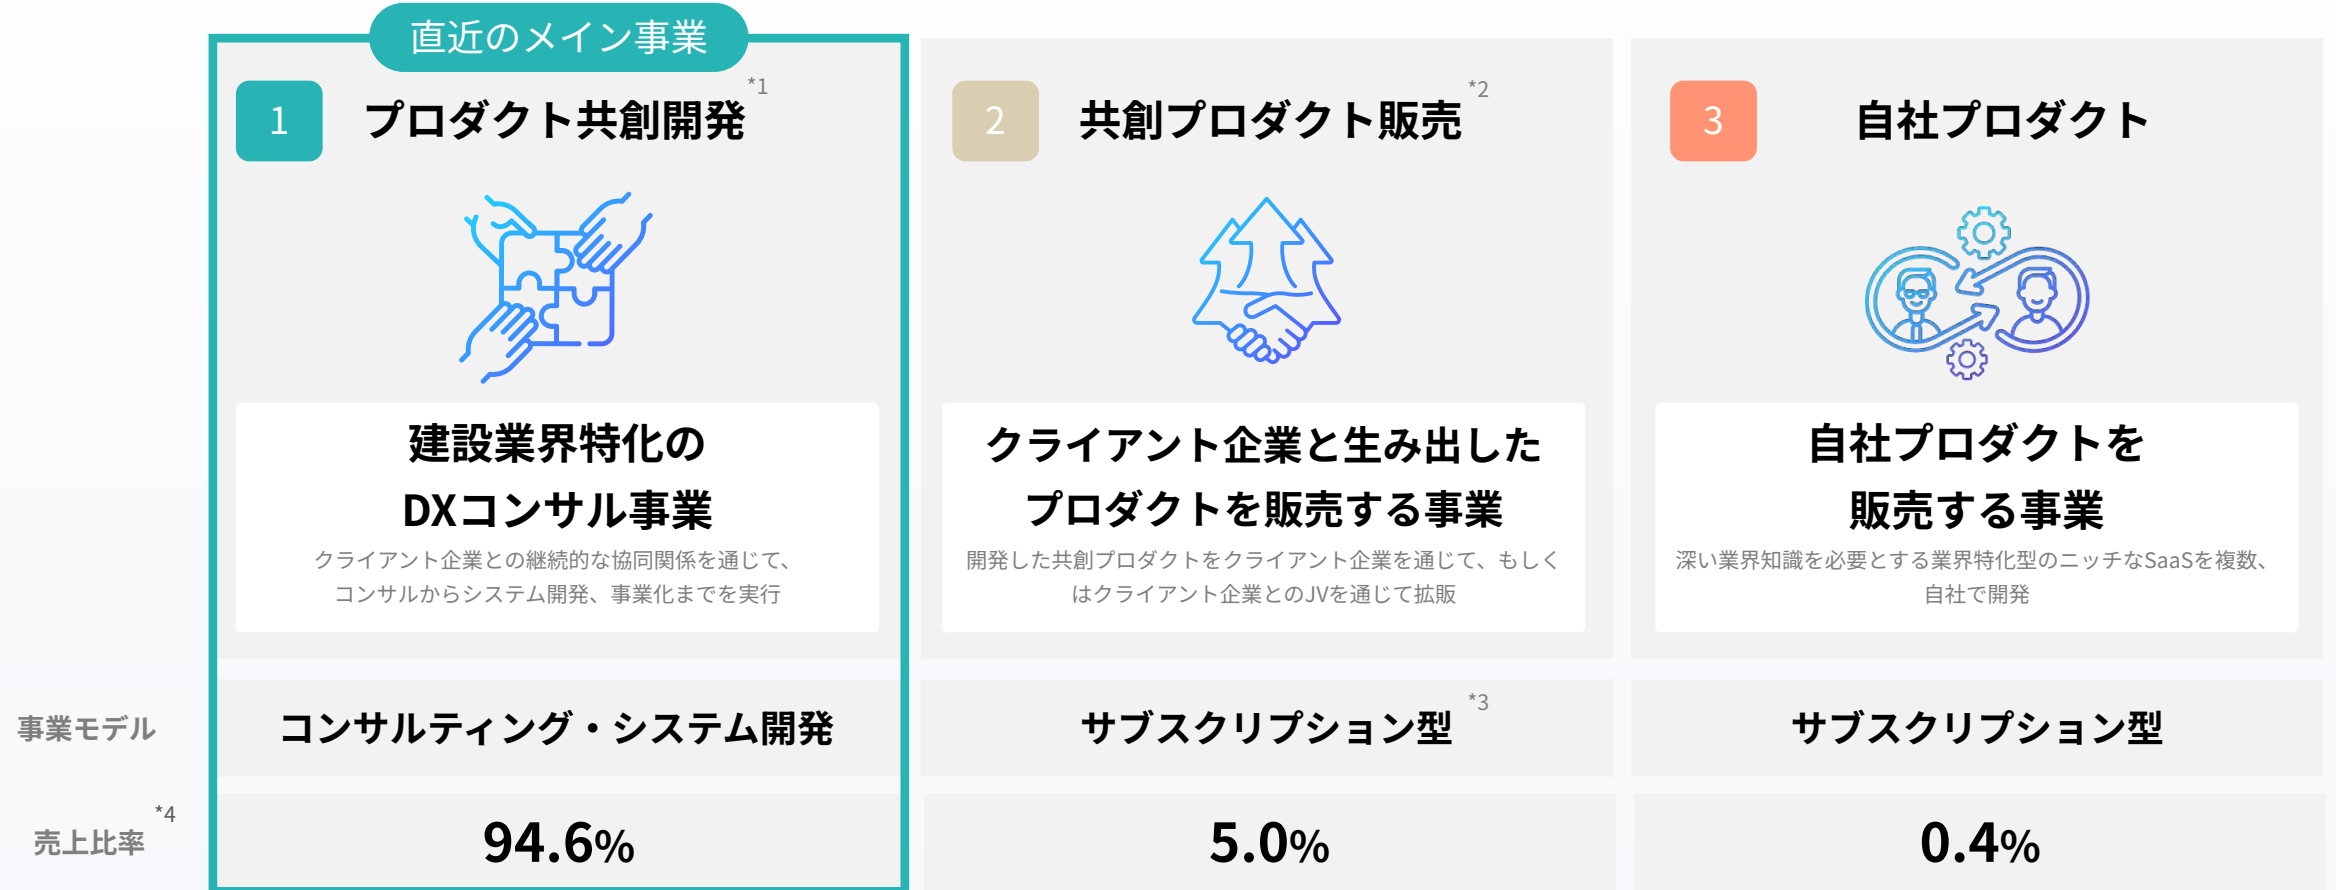 直近のメイン事業
1
プロダクト共創開発 *1
建設業界特化の
DXコンサル事業
クライアント企業との継続的な協同関係を通じて、
コンサルからシステム開発、事業化までを実行
2
共創プロダクト販売 *2
クライアント企業と生み出した
プロダクトを販売する事業
開発した共創プロダクトをクライアント企業を通じて、もしく
はクライアント企業とのJVを通じて拡販
3
自社プロダクト
自社プロダクトを
販売する事業
深い業界知識を必要とする業界特化型のニッチなSaaSを複数、
自社で開発
事業モデル
コンサルティング・システム開発
サブスクリプション型 *3
サブスクリプション型
売上比率 *4
94.6%
5.0%
0.4%